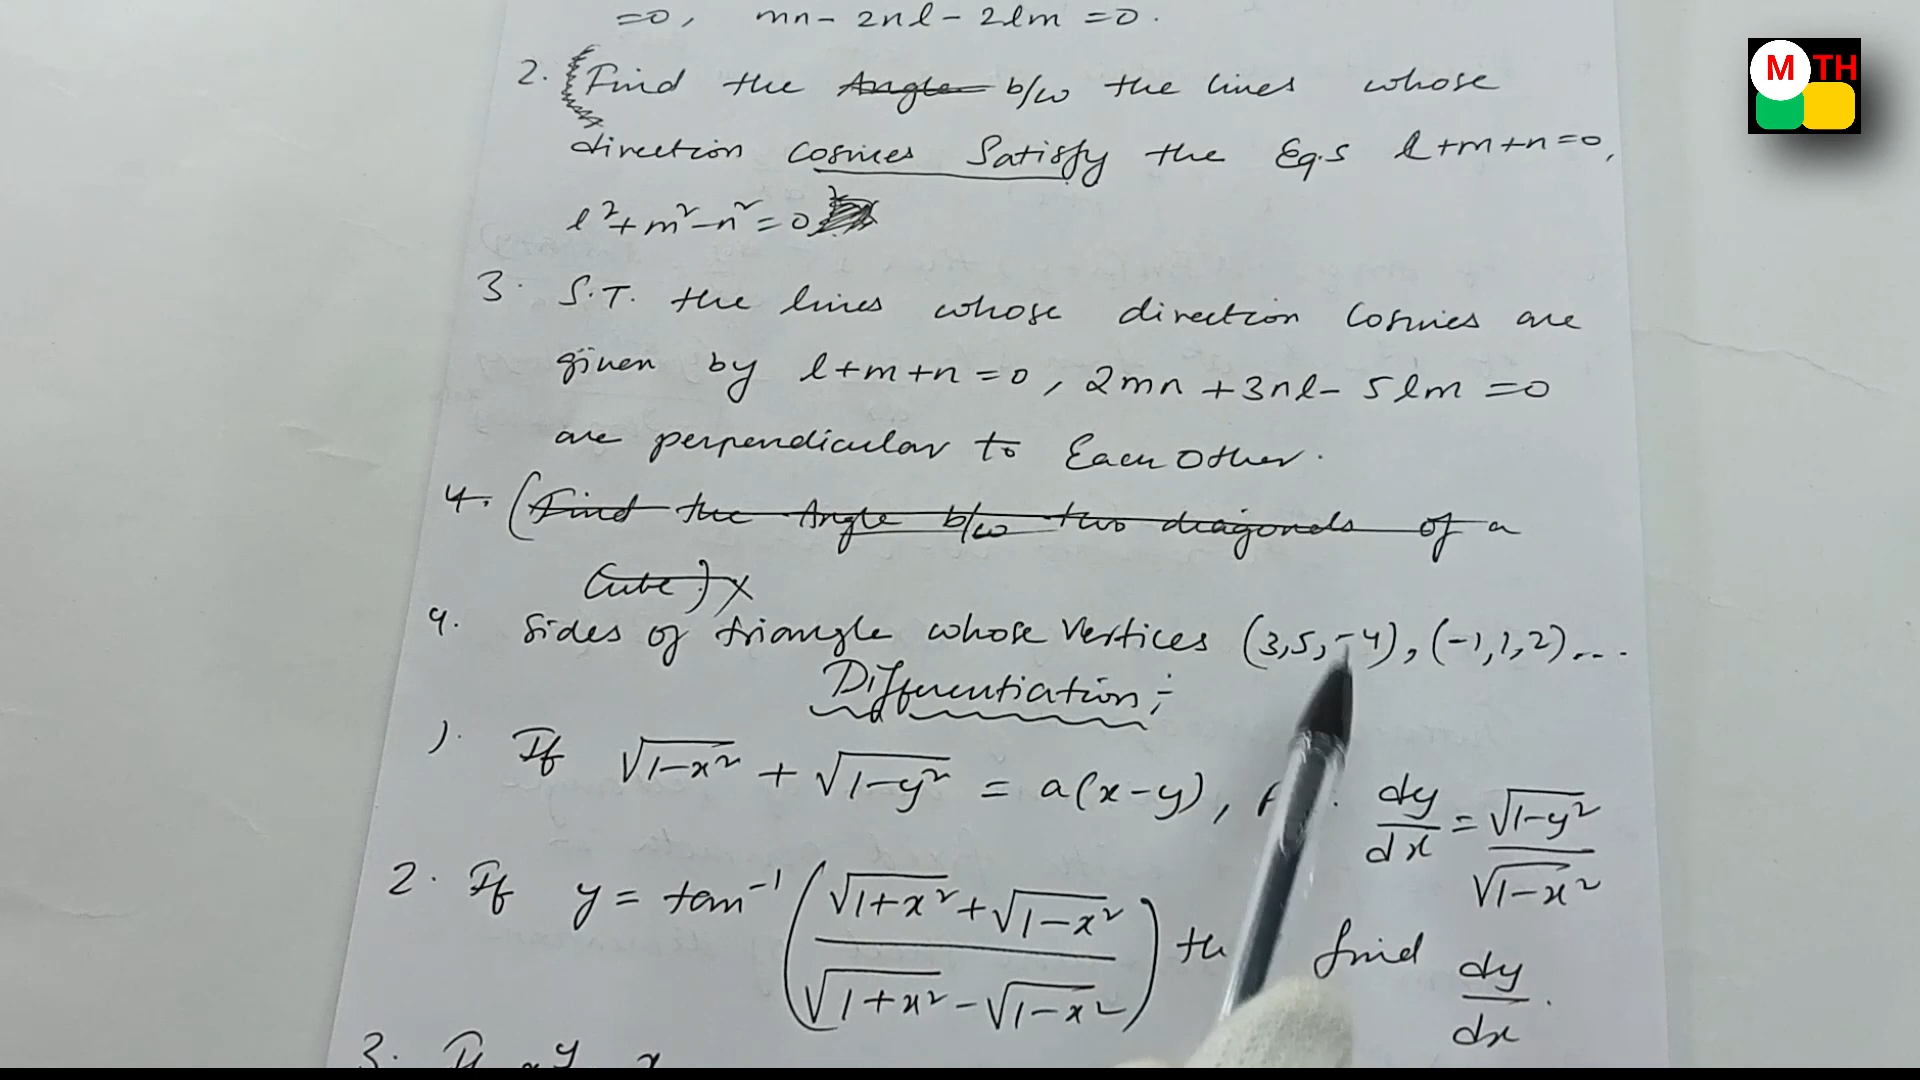 =0, mn - 2nl - 2lm = 0.
2. Find the Angle b/w the lines whose
direction cosines Satisfy the Eq.s l+m+n=0,
l²+m²-n²=0
3. S.T. the lines whose direction Cosines are
given by l+m+n=0, 2mn+3nl-5lm=0
are perpendicular to Each Other.
4. (Find the Angle b/w two diagonals of a
Cube) x
4. Sides of triangle whose Vertices (3,5,-4), (-1,1,2)...
Differentiation:
1). If √1-x² + √1-y² = a(x-y), dy/dx = √1-y²/√1-x²
2. If y = tan⁻¹(√1+x²+√1-x²/√1+x²-√1-x²) find dy/dx.
3. If
M TH